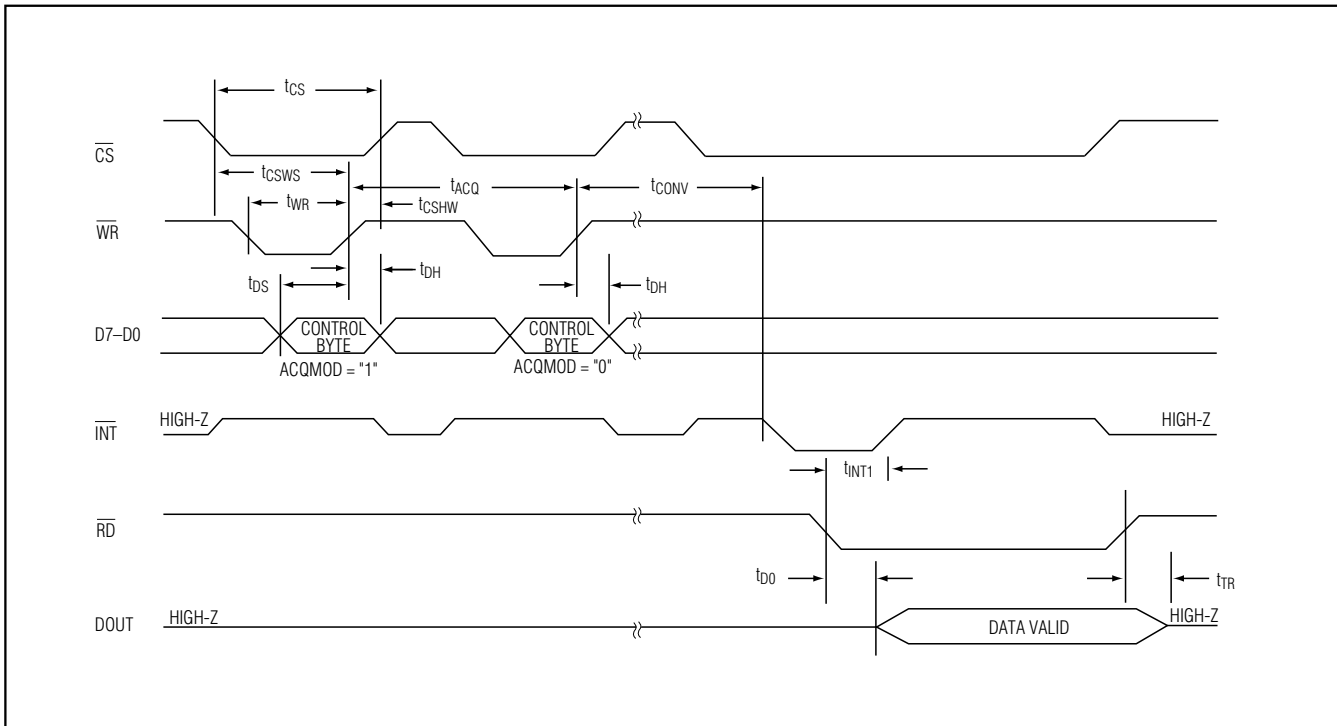 tCS
CS
tCSWS
tACQ
tCONV
tWR
tCSHW
WR
tDS
tDH
tDH
D7–D0
CONTROL
BYTE
CONTROL
BYTE
ACQMOD = "1"
ACQMOD = "0"
HIGH-Z
HIGH-Z
INT
tINT1
RD
tD0
tTR
HIGH-Z
HIGH-Z
DOUT
DATA VALID